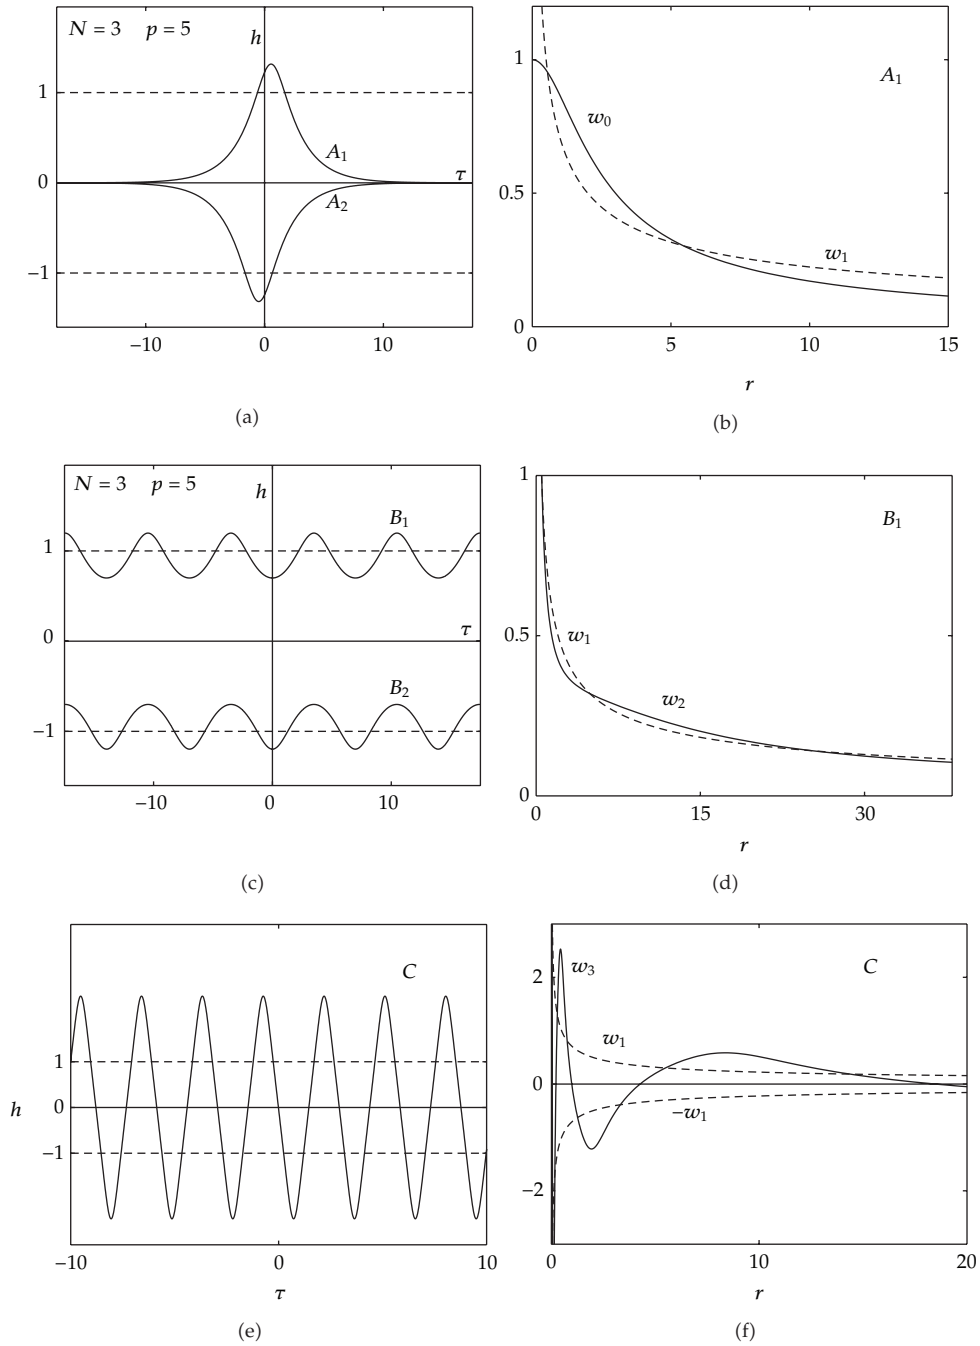 N = 3 p = 5
h
1
A₁
τ
0
A₂
−1
−10
0
10
(a)
1
A₁
w₀
0.5
w₁
0
0
5
10
15
r
(b)
N = 3 p = 5
h
B₁
1
0
τ
B₂
−1
−10
0
10
(c)
1
B₁
w₁
0.5
w₂
0
0
15
30
r
(d)
C
1
h
0
−1
−10
0
10
τ
(e)
2
w₃
C
w₁
0
−w₁
−2
0
10
20
r
(f)